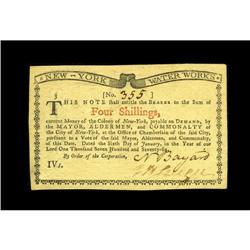 NEW-YORK WATER WORKS
[No. 355]
THIS NOTE shall entitle the BEARER to the Sum of
Four Shillings,
current Money of the Colony of New-York, payable on DEMAND, by
the MAYOR, ALDERMEN, and COMMONALTY of
the City of New-York, at the Office of Chamberlain of the said City,
pursuant to a Vote of the said Mayor, Aldermen, and Commonalty,
of this Date. Dated the Sixth Day of January, in the Year of our
Lord One Thousand Seven Hundred and Seventy-six.
By Order of the Corporation,
N Bayard
IVs.